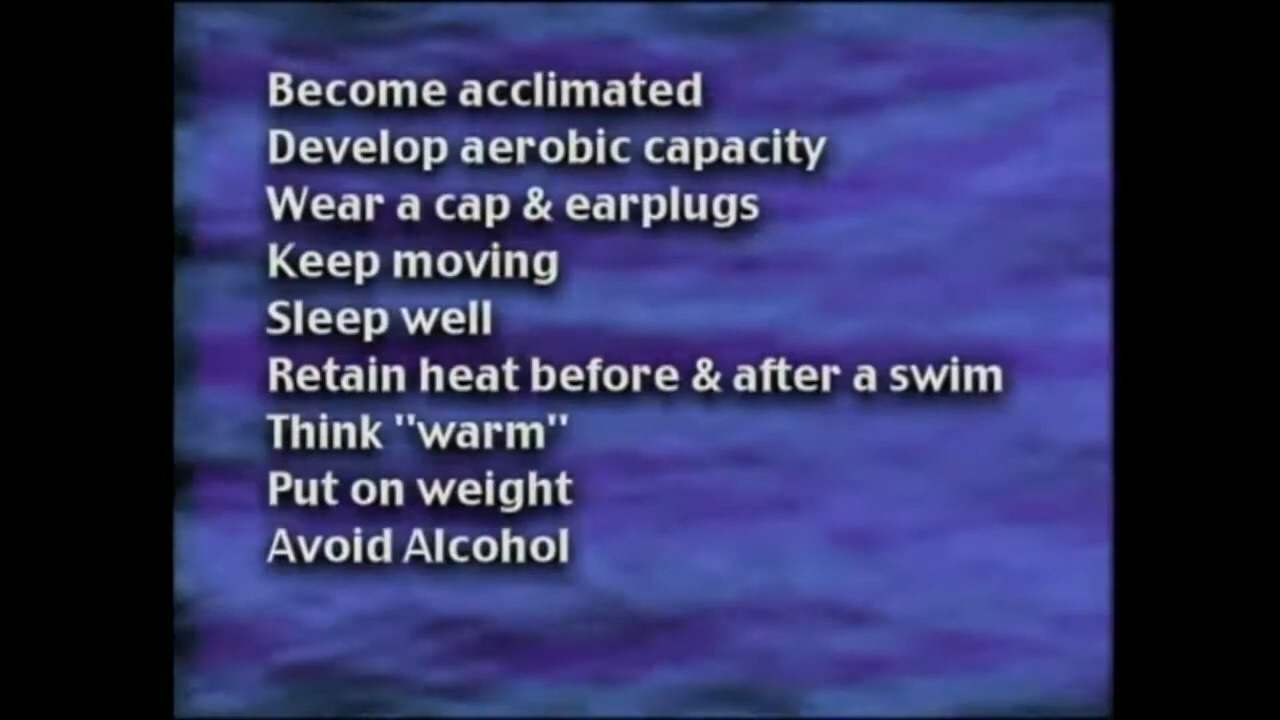 Become acclimated
Develop aerobic capacity
Wear a cap & earplugs
Keep moving
Sleep well
Retain heat before & after a swim
Think "warm"
Put on weight
Avoid Alcohol